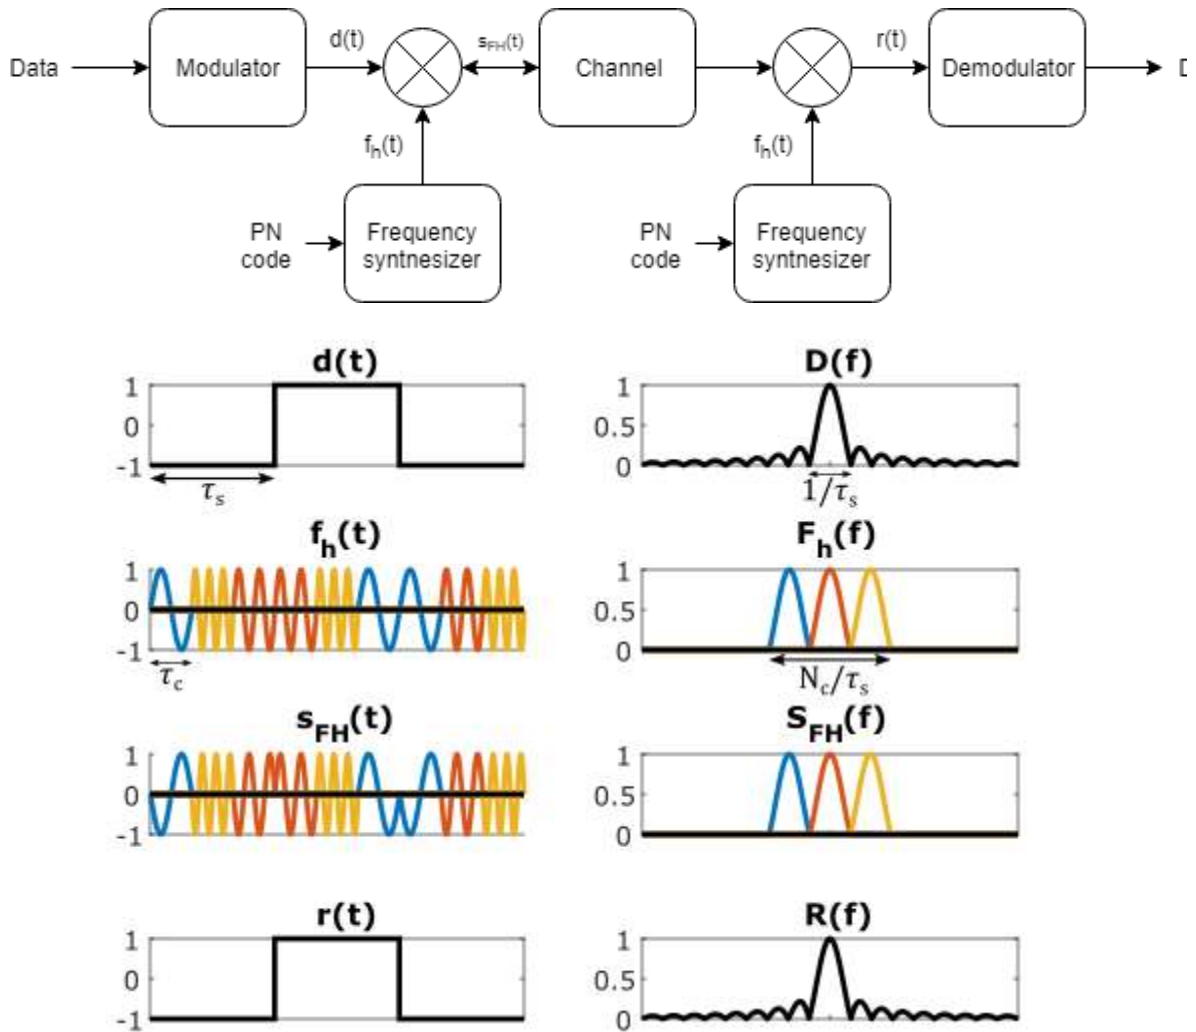 Data
Modulator
d(t)
s_FH(t)
Channel
r(t)
Demodulator
f_h(t)
f_h(t)
PN
code
Frequency
syntnesizer
PN
code
Frequency
syntnesizer
d(t)
D(f)
1
0
-1
1
0.5
0
τ_s
1/τ_s
f_h(t)
F_h(f)
1
0
-1
1
0.5
0
τ_c
N_c/τ_s
s_FH(t)
S_FH(f)
1
0
-1
1
0.5
0
r(t)
R(f)
1
0
-1
1
0.5
0